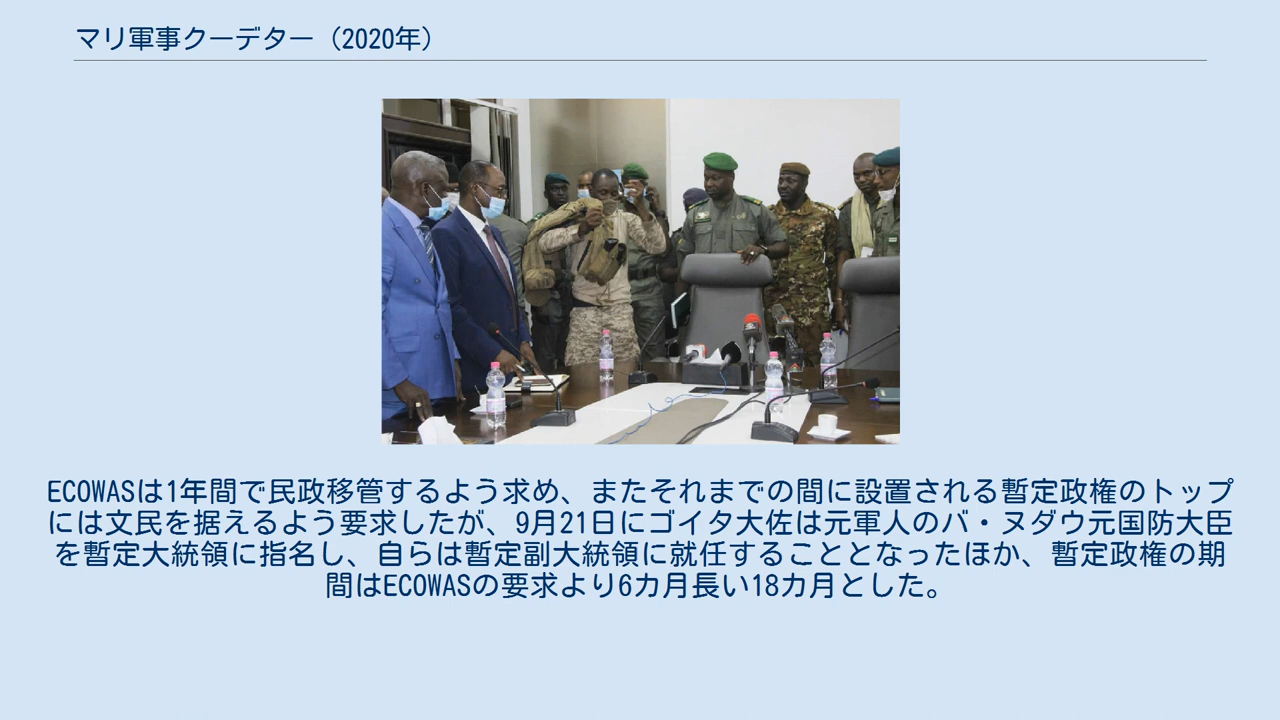 マリ軍事クーデター（2020年）
ECOWASは1年間で民政移管するよう求め、またそれまでの間に設置される暫定政権のトップ
には文民を据えるよう要求したが、9月21日にゴイタ大佐は元軍人のバ・ヌダウ元国防大臣
を暫定大統領に指名し、自らは暫定副大統領に就任することとなったほか、暫定政権の期
間はECOWASの要求より6カ月長い18カ月とした。